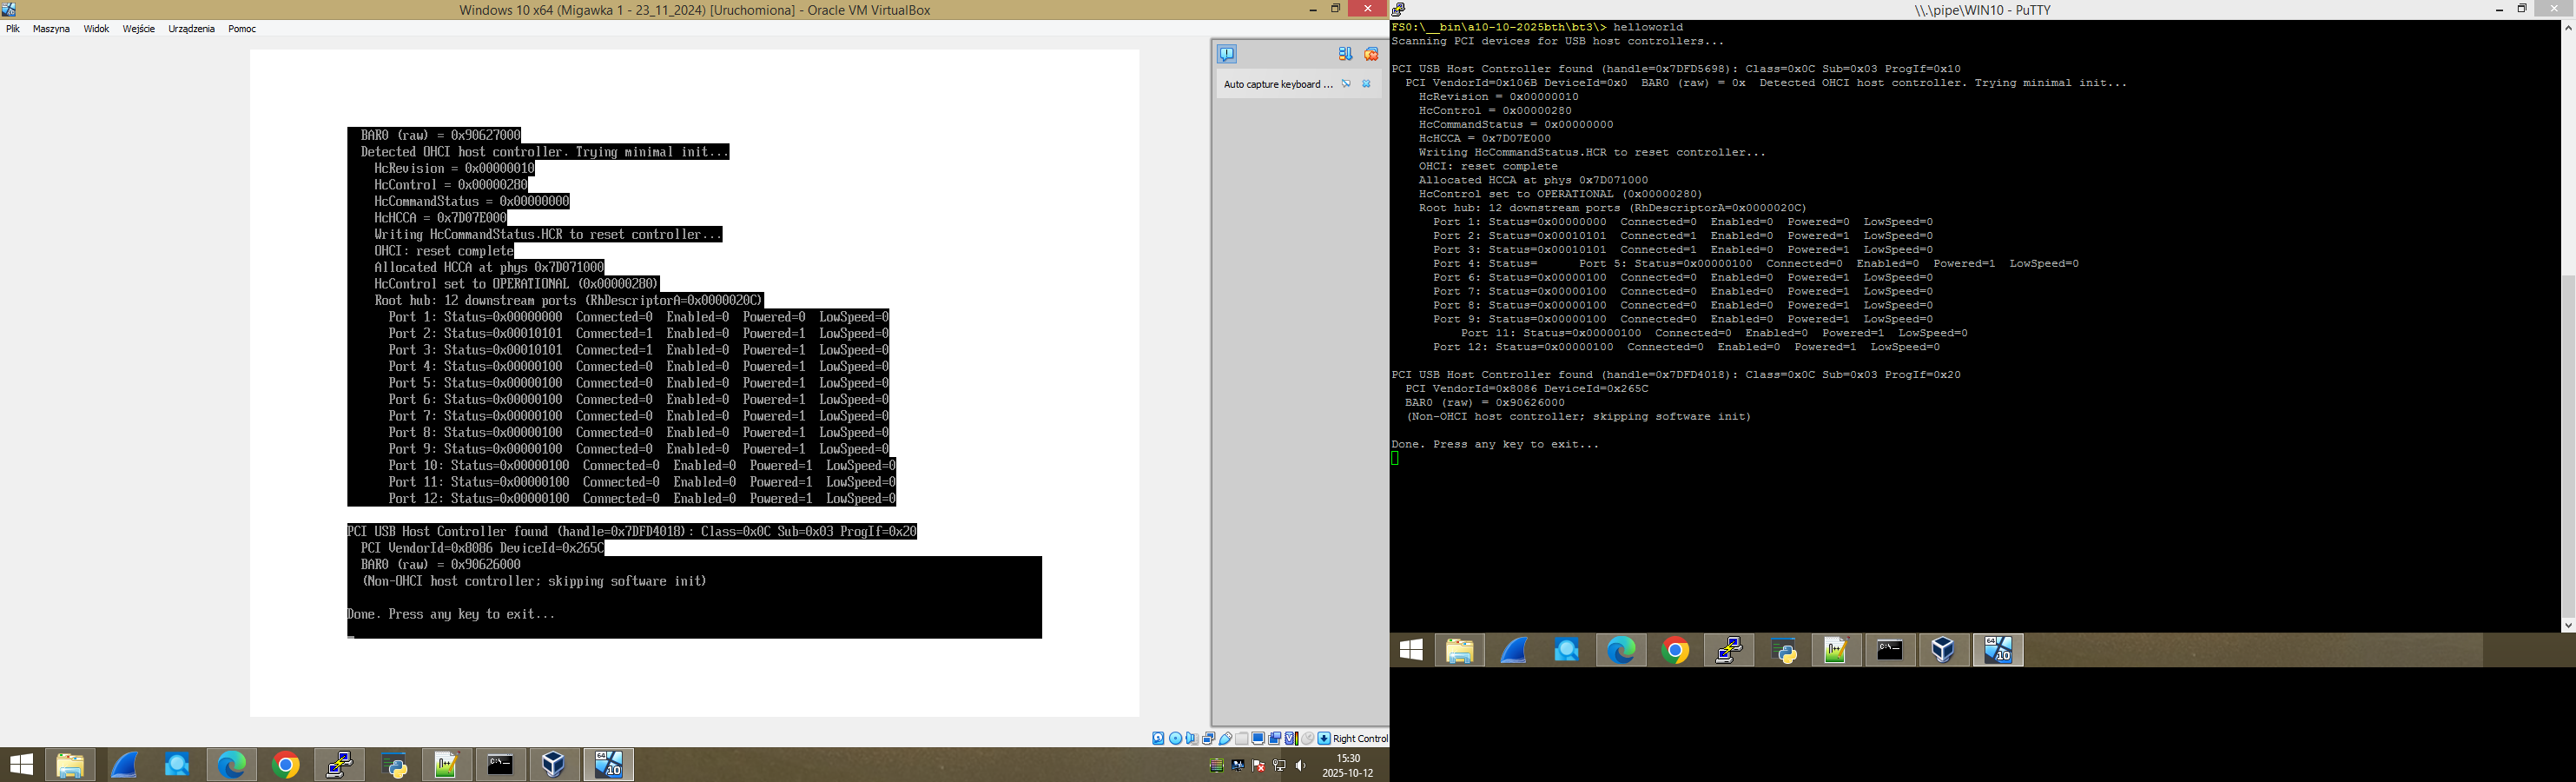 Windows 10 x64 (Migawka 1 - 23_11_2024) [Uruchomiona] - Oracle VM VirtualBox
Plik Maszyna Widok Wejście Urządzenia Pomoc
Auto capture keyboard ...
BAR0 (raw) = 0x90627000
Detected OHCI host controller. Trying minimal init...
HcRevision = 0x00000010
HcControl = 0x00000280
HcCommandStatus = 0x00000000
HcHCCA = 0x7D07E000
Writing HcCommandStatus.HCR to reset controller...
OHCI: reset complete
Allocated HCCA at phys 0x7D071000
HcControl set to OPERATIONAL (0x00000280)
Root hub: 12 downstream ports (RhDescriptorA=0x0000020C)
Port 1: Status=0x00000000 Connected=0 Enabled=0 Powered=0 LowSpeed=0
Port 2: Status=0x00010101 Connected=1 Enabled=0 Powered=1 LowSpeed=0
Port 3: Status=0x00010101 Connected=1 Enabled=0 Powered=1 LowSpeed=0
Port 4: Status=0x00000100 Connected=0 Enabled=0 Powered=1 LowSpeed=0
Port 5: Status=0x00000100 Connected=0 Enabled=0 Powered=1 LowSpeed=0
Port 6: Status=0x00000100 Connected=0 Enabled=0 Powered=1 LowSpeed=0
Port 7: Status=0x00000100 Connected=0 Enabled=0 Powered=1 LowSpeed=0
Port 8: Status=0x00000100 Connected=0 Enabled=0 Powered=1 LowSpeed=0
Port 9: Status=0x00000100 Connected=0 Enabled=0 Powered=1 LowSpeed=0
Port 10: Status=0x00000100 Connected=0 Enabled=0 Powered=1 LowSpeed=0
Port 11: Status=0x00000100 Connected=0 Enabled=0 Powered=1 LowSpeed=0
Port 12: Status=0x00000100 Connected=0 Enabled=0 Powered=1 LowSpeed=0
PCI USB Host Controller found (handle=0x7DFD4018): Class=0x0C Sub=0x03 ProgIf=0x20
PCI VendorId=0x8086 DeviceId=0x265C
BAR0 (raw) = 0x90626000
(Non-OHCI host controller; skipping software init)
Done. Press any key to exit...
Right Control
15:30
2025-10-12
\\.\pipe\WIN10 - PuTTY
FS0:\__bin\a10-10-2025bth\bt3\> helloworld
Scanning PCI devices for USB host controllers...
PCI USB Host Controller found (handle=0x7DFD5698): Class=0x0C Sub=0x03 ProgIf=0x10
PCI VendorId=0x106B DeviceId=0x0 BAR0 (raw) = 0x Detected OHCI host controller. Trying minimal init...
HcRevision = 0x00000010
HcControl = 0x00000280
HcCommandStatus = 0x00000000
HcHCCA = 0x7D07E000
Writing HcCommandStatus.HCR to reset controller...
OHCI: reset complete
Allocated HCCA at phys 0x7D071000
HcControl set to OPERATIONAL (0x00000280)
Root hub: 12 downstream ports (RhDescriptorA=0x0000020C)
Port 1: Status=0x00000000 Connected=0 Enabled=0 Powered=0 LowSpeed=0
Port 2: Status=0x00010101 Connected=1 Enabled=0 Powered=1 LowSpeed=0
Port 3: Status=0x00010101 Connected=1 Enabled=0 Powered=1 LowSpeed=0
Port 4: Status= Port 5: Status=0x00000100 Connected=0 Enabled=0 Powered=1 LowSpeed=0
Port 6: Status=0x00000100 Connected=0 Enabled=0 Powered=1 LowSpeed=0
Port 7: Status=0x00000100 Connected=0 Enabled=0 Powered=1 LowSpeed=0
Port 8: Status=0x00000100 Connected=0 Enabled=0 Powered=1 LowSpeed=0
Port 9: Status=0x00000100 Connected=0 Enabled=0 Powered=1 LowSpeed=0
Port 11: Status=0x00000100 Connected=0 Enabled=0 Powered=1 LowSpeed=0
Port 12: Status=0x00000100 Connected=0 Enabled=0 Powered=1 LowSpeed=0
PCI USB Host Controller found (handle=0x7DFD4018): Class=0x0C Sub=0x03 ProgIf=0x20
PCI VendorId=0x8086 DeviceId=0x265C
BAR0 (raw) = 0x90626000
(Non-OHCI host controller; skipping software init)
Done. Press any key to exit...